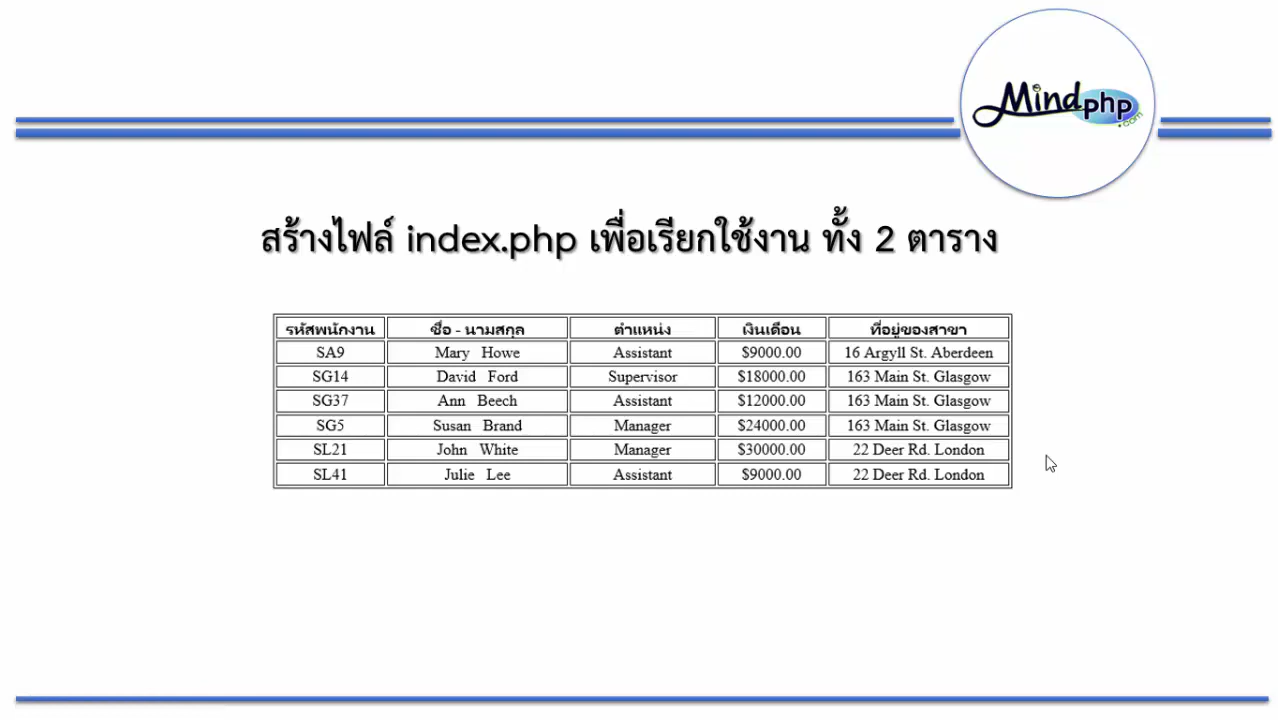 Mindphp
.com
สร้างไฟล์ index.php เพื่อเรียกใช้งาน ทั้ง 2 ตาราง
รหัสพนักงาน ชื่อ - นามสกุล ตำแหน่ง เงินเดือน ที่อยู่ของสาขา
SA9 Mary Howe Assistant $9000.00 16 Argyll St. Aberdeen
SG14 David Ford Supervisor $18000.00 163 Main St. Glasgow
SG37 Ann Beech Assistant $12000.00 163 Main St. Glasgow
SG5 Susan Brand Manager $24000.00 163 Main St. Glasgow
SL21 John White Manager $30000.00 22 Deer Rd. London
SL41 Julie Lee Assistant $9000.00 22 Deer Rd. London